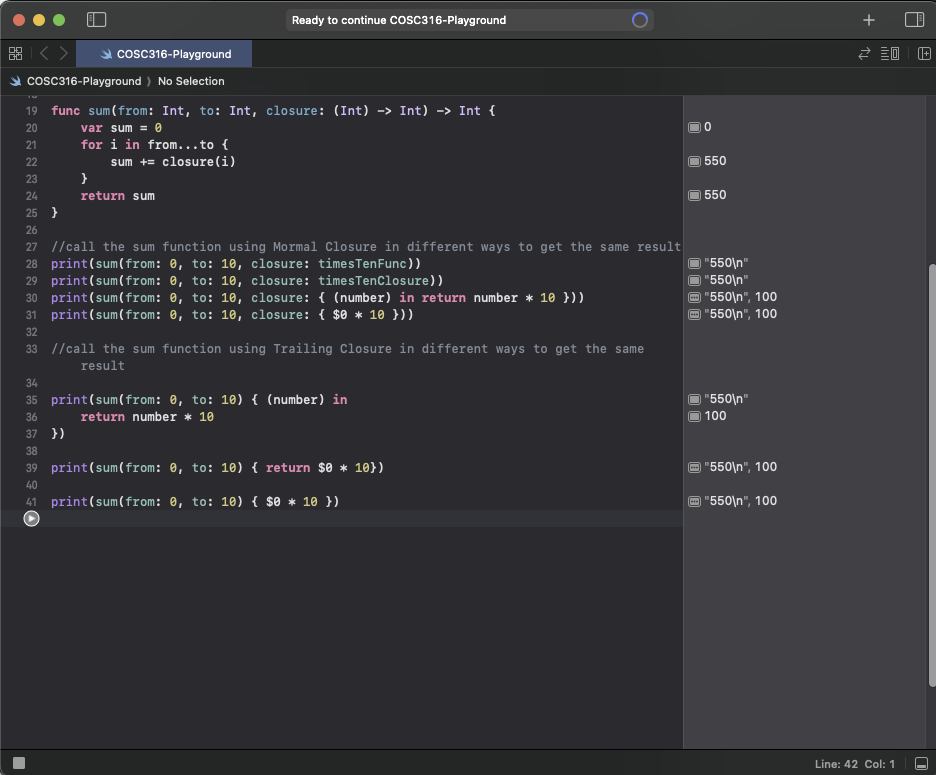 Ready to continue COSC316-Playground
COSC316-Playground
COSC316-Playground 〉 No Selection
19 func sum(from: Int, to: Int, closure: (Int) -> Int) -> Int {
20     var sum = 0
0
21     for i in from...to {
22         sum += closure(i)
550
23     }
24     return sum
550
25 }
26
27 //call the sum function using Mormal Closure in different ways to get the same result
28 print(sum(from: 0, to: 10, closure: timesTenFunc))
"550\n"
29 print(sum(from: 0, to: 10, closure: timesTenClosure))
"550\n"
30 print(sum(from: 0, to: 10, closure: { (number) in return number * 10 }))
"550\n", 100
31 print(sum(from: 0, to: 10, closure: { $0 * 10 }))
"550\n", 100
32
33 //call the sum function using Trailing Closure in different ways to get the same
result
34
35 print(sum(from: 0, to: 10) { (number) in
"550\n"
36     return number * 10
100
37 })
38
39 print(sum(from: 0, to: 10) { return $0 * 10})
"550\n", 100
40
41 print(sum(from: 0, to: 10) { $0 * 10 })
"550\n", 100
Line: 42 Col: 1